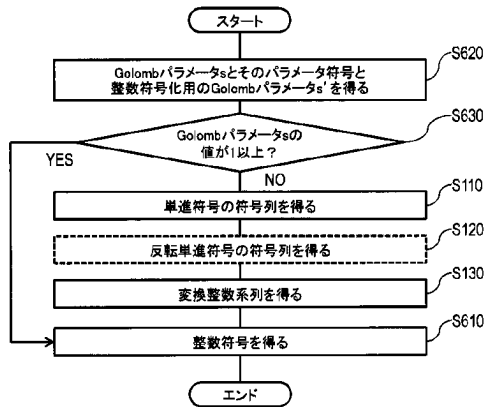 スタート
Golombパラメータsとそのパラメータ符号と
整数符号化用のGolombパラメータs'を得る
S620
Golombパラメータsの
値が1以上？
S630
YES
NO
単進符号の符号列を得る
S110
反転単進符号の符号列を得る
S120
変換整数系列を得る
S130
整数符号を得る
S610
エンド